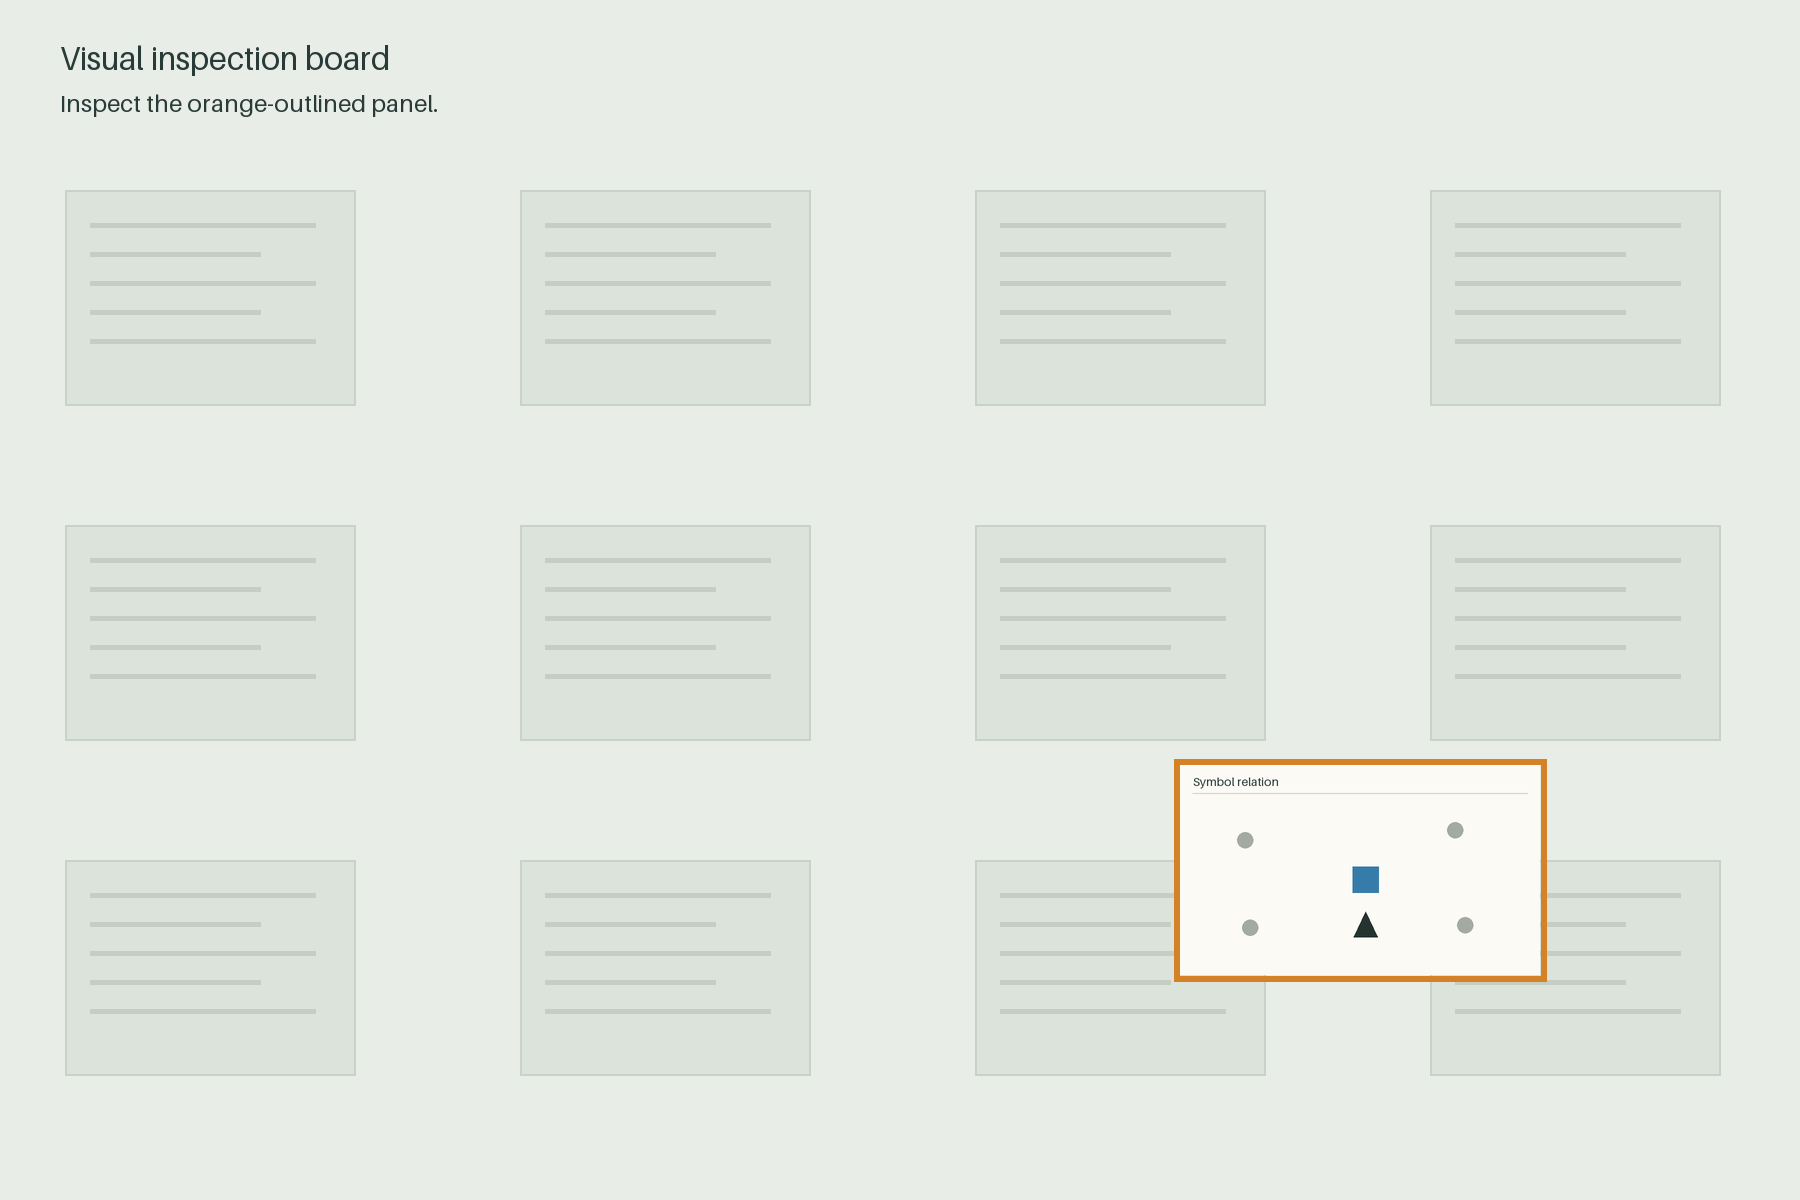 Visual inspection board
Inspect the orange-outlined panel.
Symbol relation